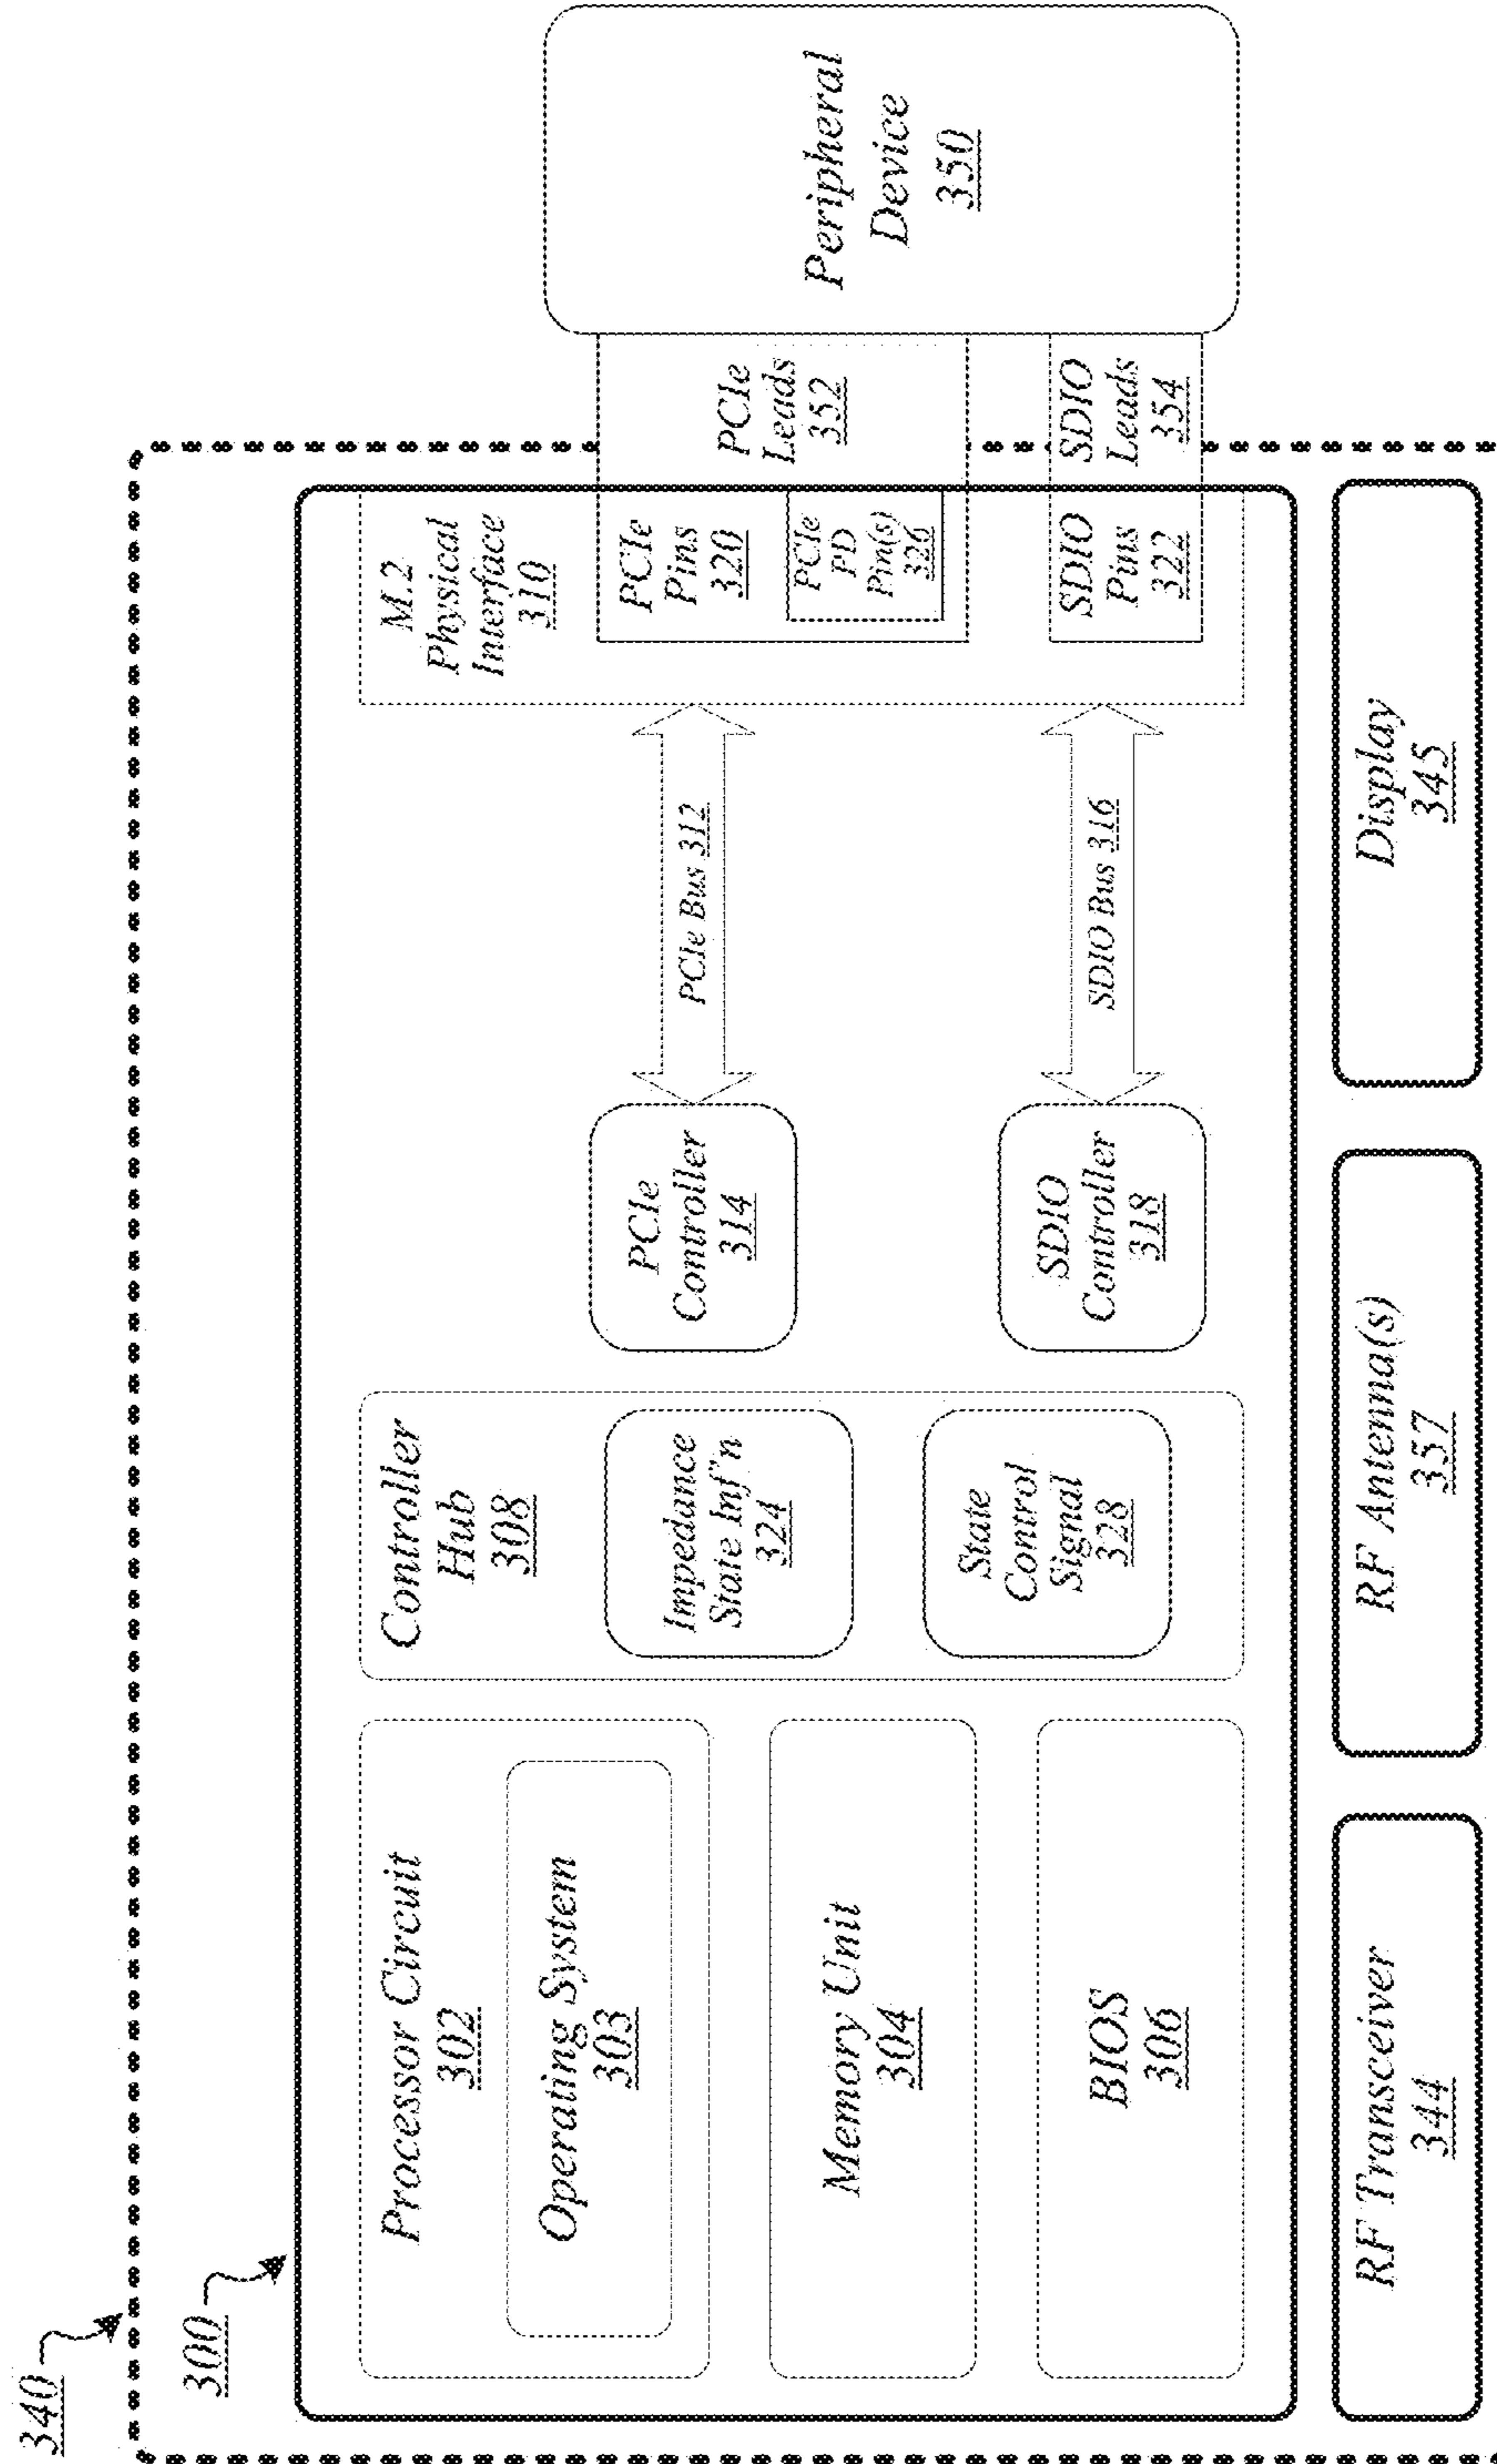 340
300
Processor Circuit
302
Operating System
303
Memory Unit
304
BIOS
306
Controller
Hub
308
Impedance
State Inf'n
324
State
Control
Signal
328
PCIe
Controller
314
SDIO
Controller
318
PCIe Bus 312
SDIO Bus 316
M.2
Physical
Interface
310
PCIe
Pins
320
PCIe
PD
Pin(s)
326
SDIO
Pins
322
PCIe
Leads
352
SDIO
Leads
354
Peripheral
Device
350
RF Transceiver
344
RF Antenna(s)
357
Display
345